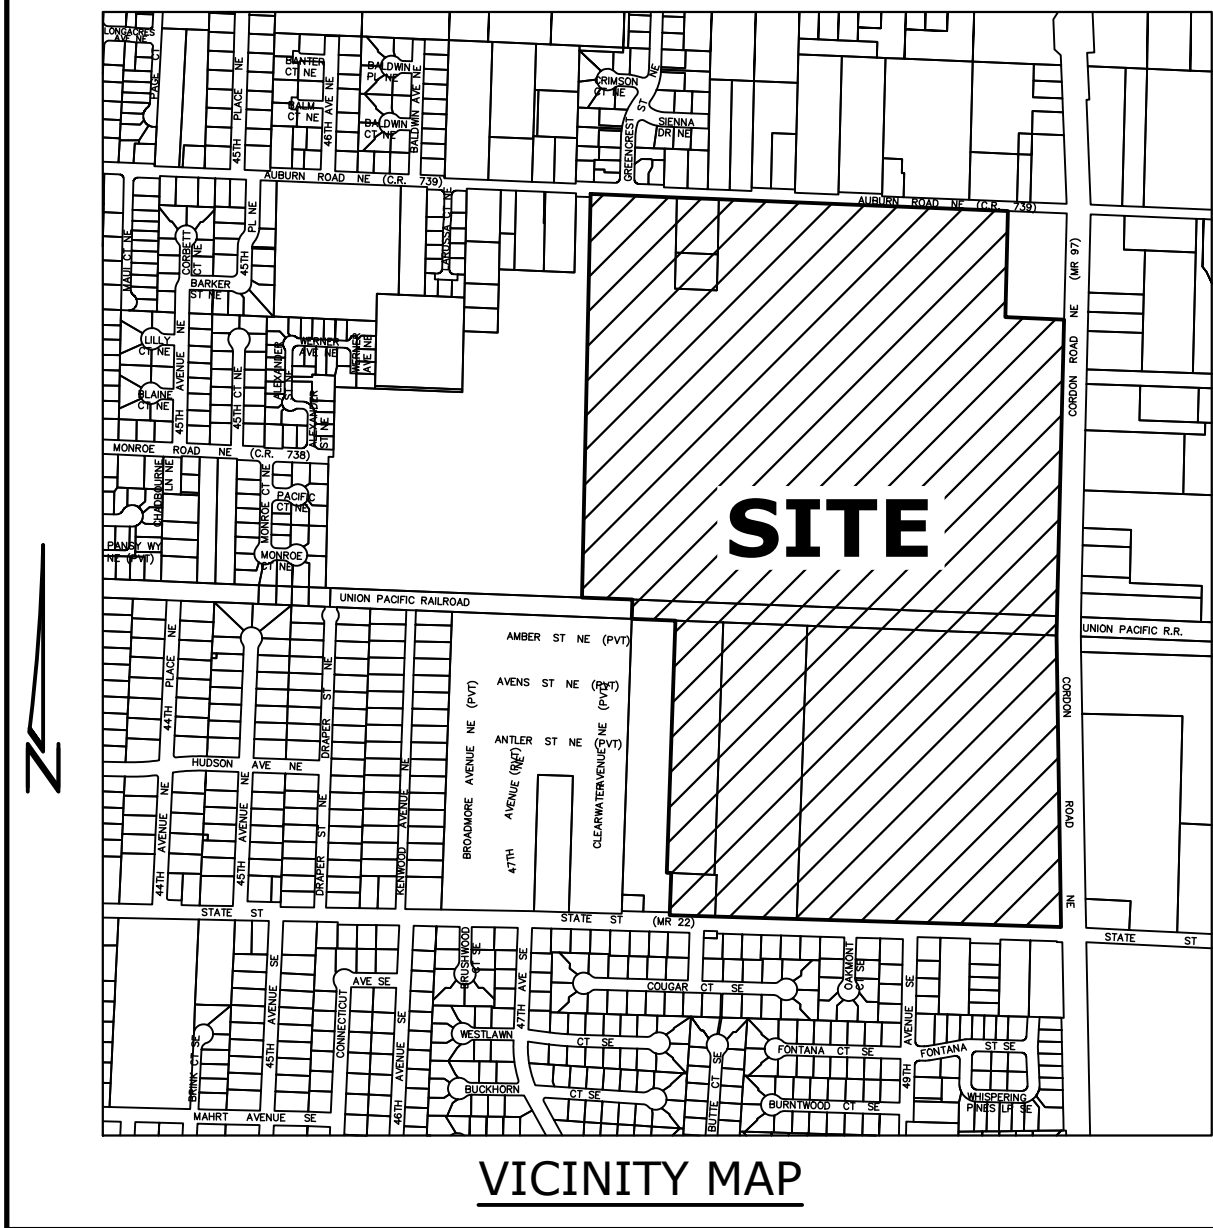 LONGACRES
AVE NE
PAGE CT
45TH PLACE NE
BANTER
CT NE
46TH AVE NE
BALM
CT NE
BALDWIN
PL NE
BALDWIN
CT NE
BALDWIN AVE NE
CRIMSON
CT NE
GREENCREST ST NE
SIENNA
DR NE
AUBURN ROAD NE (C.R. 739)
AUBURN ROAD NE (C.R. 739)
MAUI CT NE
CORBETT
CT NE
45TH PL NE
BARKER
ST NE
LAROSSA CT NE
LILLY
CT NE
BLAINE
CT NE
45TH AVENUE NE
45TH CT NE
WERNER
AVE NE
WERNER
AVE NE
ALEXANDER
ST NE
ALEXANDER
ST NE
CORDON ROAD NE (MR 97)
MONROE ROAD NE (C.R. 738)
CHADBOURNE
LN NE
MONROE CT NE
PACIFIC
CT NE
PANSY WY
NE (PVT)
MONROE
CT NE
SITE
UNION PACIFIC RAILROAD
UNION PACIFIC R.R.
44TH PLACE NE
DRAPER ST NE
AMBER ST NE (PVT)
AVENS ST NE (PVT)
ANTLER ST NE (PVT)
BROADMORE AVENUE NE (PVT)
47TH AVENUE NE (PVT)
CLEARWATER AVENUE NE (PVT)
CORDON ROAD NE
HUDSON AVE NE
44TH AVENUE NE
45TH AVENUE NE
DRAPER ST NE
KENWOOD AVENUE NE
STATE ST
STATE ST (MR 22)
STATE ST
BRINK CT SE
45TH AVENUE SE
CONNECTICUT
AVE SE
46TH AVENUE SE
BRUSHWOOD
CT SE
47TH AVE SE
COUGAR CT SE
OAKMONT
CT SE
49TH AVENUE SE
WESTLAWN CT SE
BUCKHORN CT SE
BUTTE CT SE
FONTANA CT SE
FONTANA ST SE
BURNTWOOD CT SE
WHISPERING
PINES LP SE
MAHRT AVENUE SE
N
VICINITY MAP